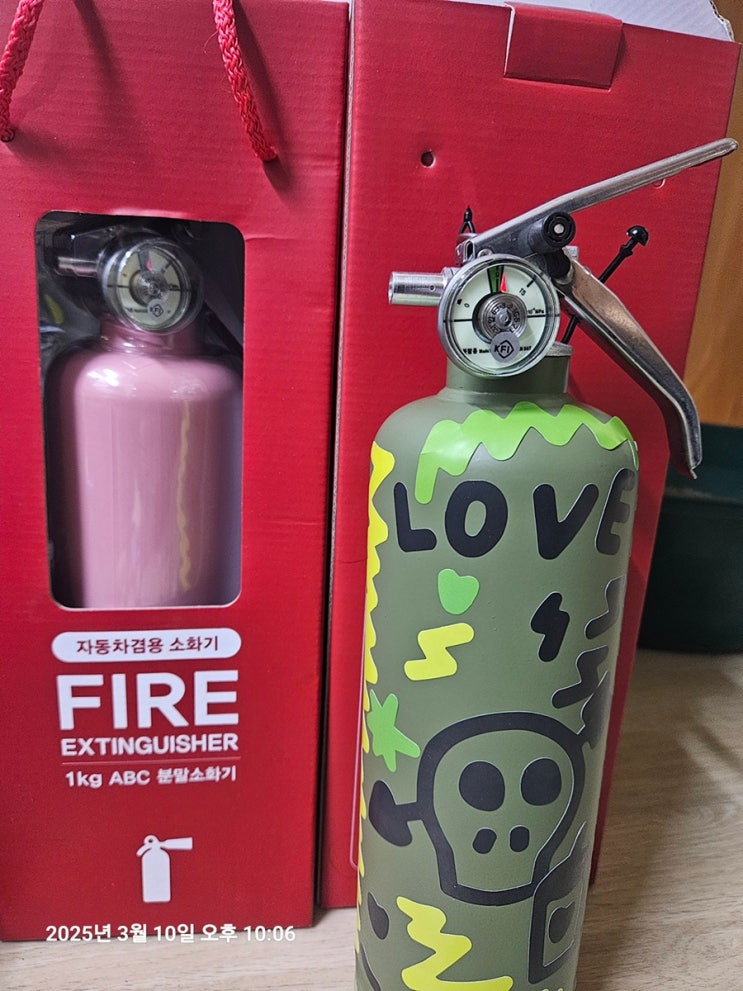 자동차겸용 소화기
FIRE
EXTINGUISHER
1kg ABC 분말소화기
LOVE
KFI
2025년 3월 10일 오후 10:06